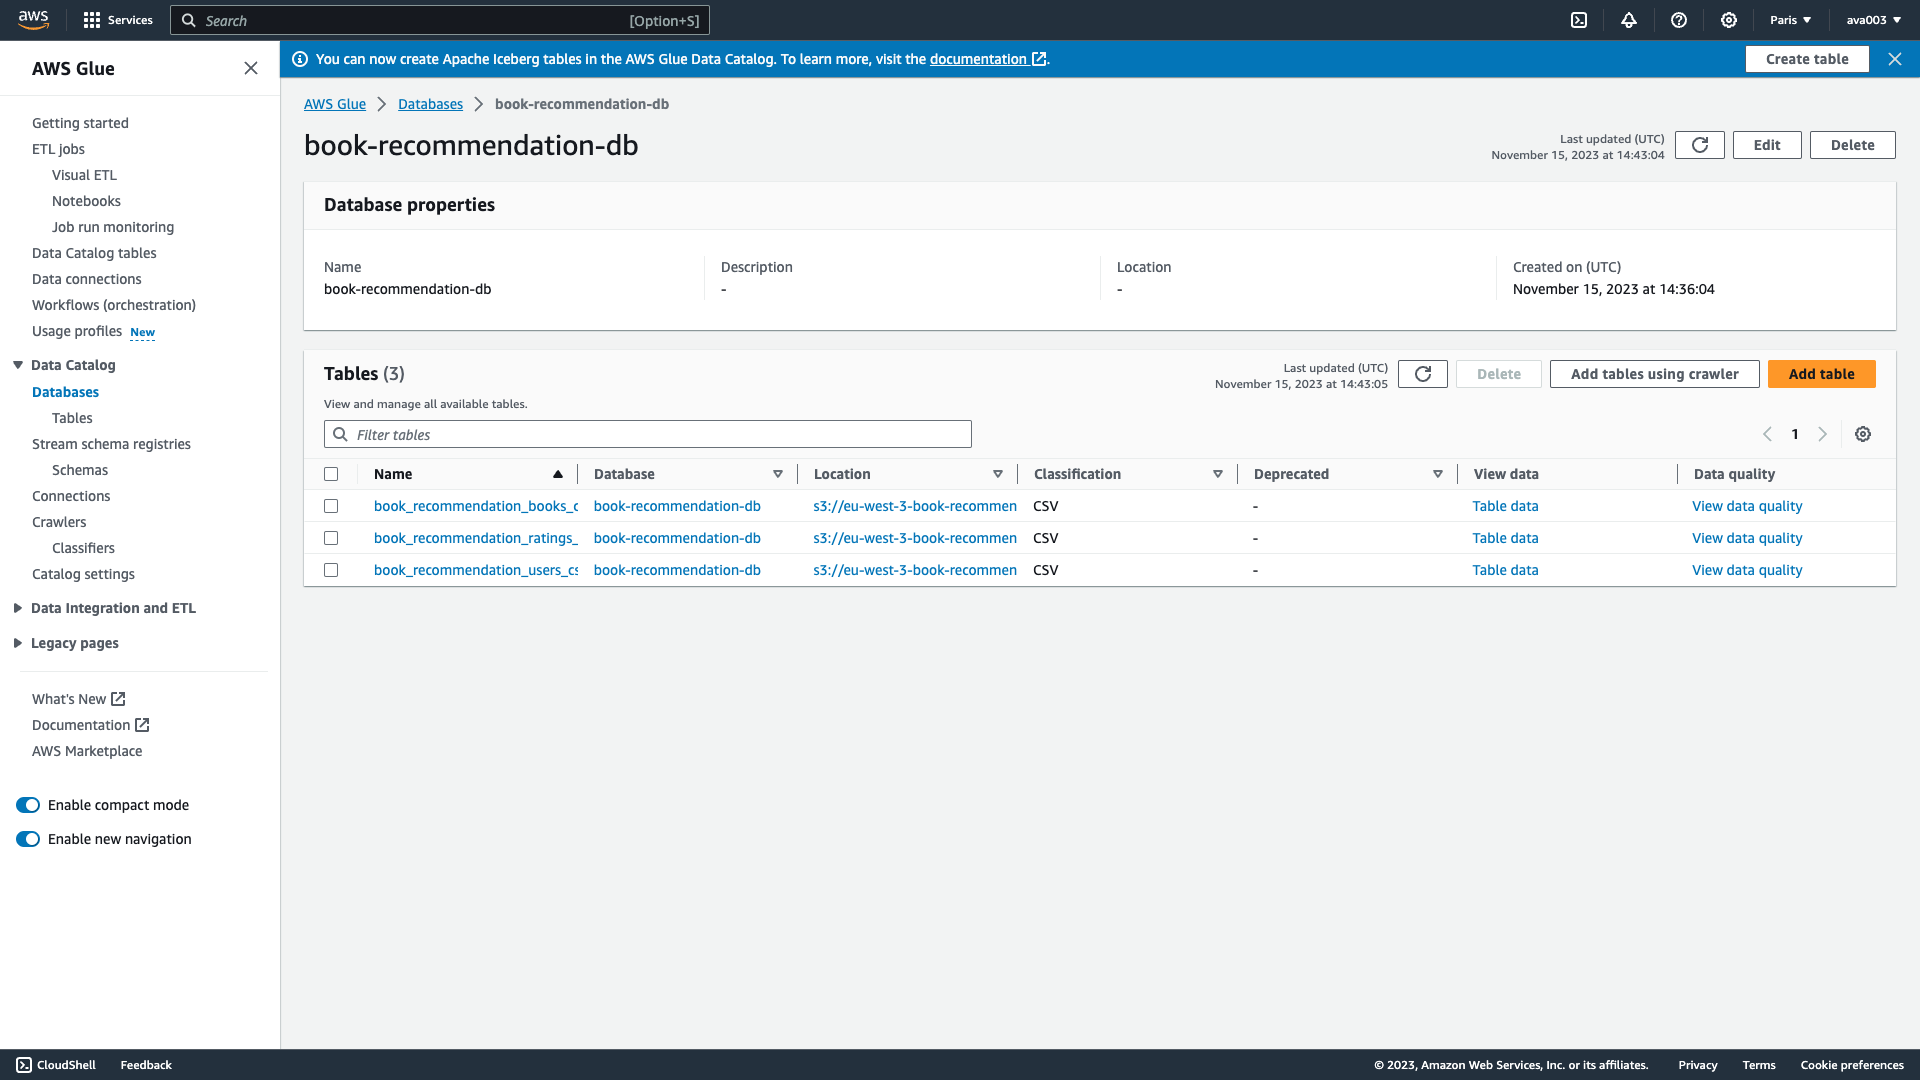 aws Services Search [Option+S] Paris ava003
AWS Glue
You can now create Apache Iceberg tables in the AWS Glue Data Catalog. To learn more, visit the documentation. Create table
Getting started
ETL jobs
Visual ETL
Notebooks
Job run monitoring
Data Catalog tables
Data connections
Workflows (orchestration)
Usage profiles New
Data Catalog
Databases
Tables
Stream schema registries
Schemas
Connections
Crawlers
Classifiers
Catalog settings
Data Integration and ETL
Legacy pages
What's New
Documentation
AWS Marketplace
Enable compact mode
Enable new navigation
AWS Glue Databases book-recommendation-db
book-recommendation-db
Last updated (UTC)
November 15, 2023 at 14:43:04
Edit Delete
Database properties
Name
book-recommendation-db
Description
-
Location
-
Created on (UTC)
November 15, 2023 at 14:36:04
Tables (3)
View and manage all available tables.
Last updated (UTC)
November 15, 2023 at 14:43:05
Delete Add tables using crawler Add table
Filter tables
1
Name Database Location Classification Deprecated View data Data quality
book_recommendation_books_c book-recommendation-db s3://eu-west-3-book-recommen CSV - Table data View data quality
book_recommendation_ratings_ book-recommendation-db s3://eu-west-3-book-recommen CSV - Table data View data quality
book_recommendation_users_cs book-recommendation-db s3://eu-west-3-book-recommen CSV - Table data View data quality
CloudShell Feedback © 2023, Amazon Web Services, Inc. or its affiliates. Privacy Terms Cookie preferences